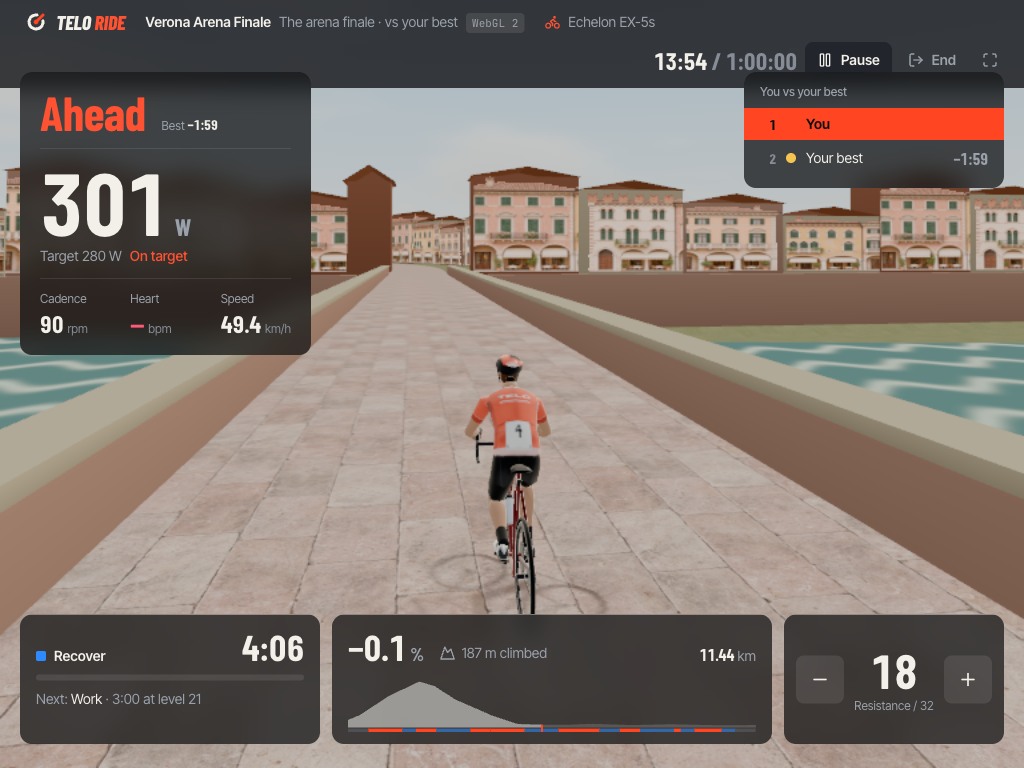 TELO RIDE Verona Arena Finale The arena finale · vs your best WebGL 2 Echelon EX-5s
13:54 / 1:00:00 Pause End
Ahead Best −1:59
301 W
Target 280 W On target
Cadence Heart Speed
90 rpm — bpm 49.4 km/h
You vs your best
1 You
2 Your best −1:59
TELO
Recover 4:06
Next: Work · 3:00 at level 21
−0.1 % 187 m climbed 11.44 km
− 18 +
Resistance / 32